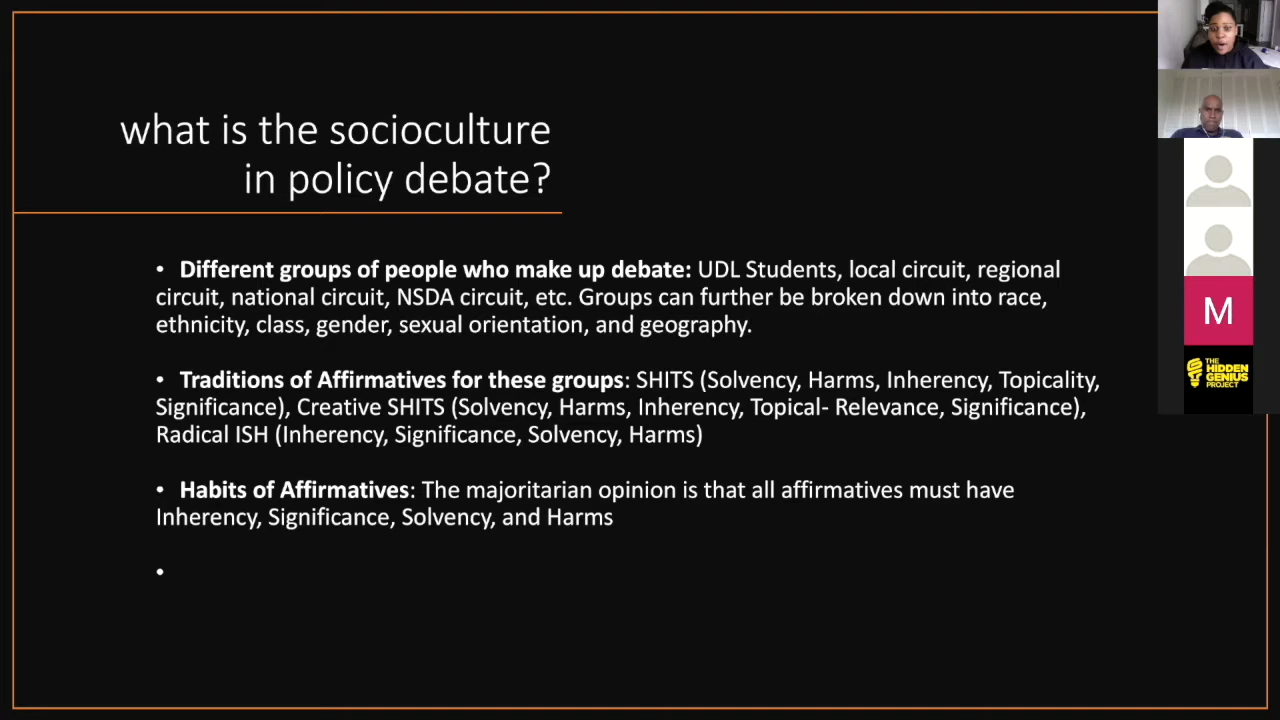 what is the socioculture
in policy debate?
• Different groups of people who make up debate: UDL Students, local circuit, regional
circuit, national circuit, NSDA circuit, etc. Groups can further be broken down into race,
ethnicity, class, gender, sexual orientation, and geography.
• Traditions of Affirmatives for these groups: SHITS (Solvency, Harms, Inherency, Topicality,
Significance), Creative SHITS (Solvency, Harms, Inherency, Topical- Relevance, Significance),
Radical ISH (Inherency, Significance, Solvency, Harms)
• Habits of Affirmatives: The majoritarian opinion is that all affirmatives must have
Inherency, Significance, Solvency, and Harms
•
M
THE
HIDDEN
GENIUS
PROJECT